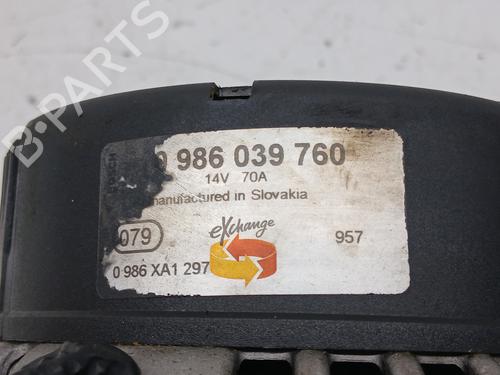 0 986 039 760
14V 70A
manufactured in Slovakia
eXchange
079
957
0 986 XA1 297
B-PARTS